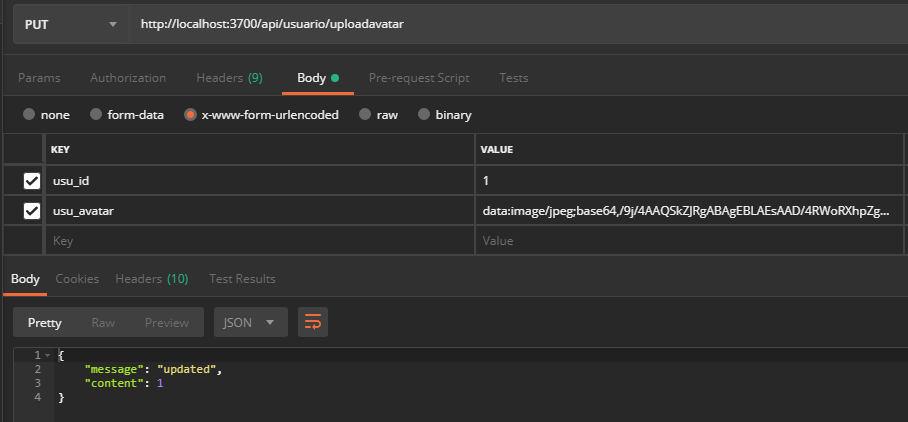 PUT http://localhost:3700/api/usuario/uploadavatar
Params Authorization Headers (9) Body Pre-request Script Tests
none form-data x-www-form-urlencoded raw binary
KEY VALUE
usu_id 1
usu_avatar data:image/jpeg;base64,/9j/4AAQSkZJRgABAgEBLAEsAAD/4RWoRXhpZg...
Key Value
Body Cookies Headers (10) Test Results
Pretty Raw Preview JSON
1 {
2 "message": "updated",
3 "content": 1
4 }